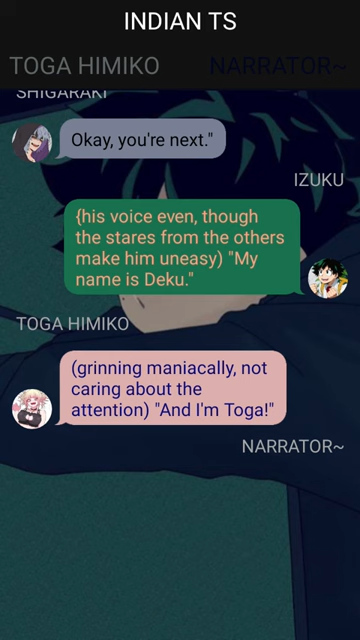 INDIAN TS
TOGA HIMIKO
NARRATOR~
SHIGARAKI
Okay, you're next."
IZUKU
{his voice even, though
the stares from the others
make him uneasy) "My
name is Deku."
TOGA HIMIKO
(grinning maniacally, not
caring about the
attention) "And I'm Toga!"
NARRATOR~